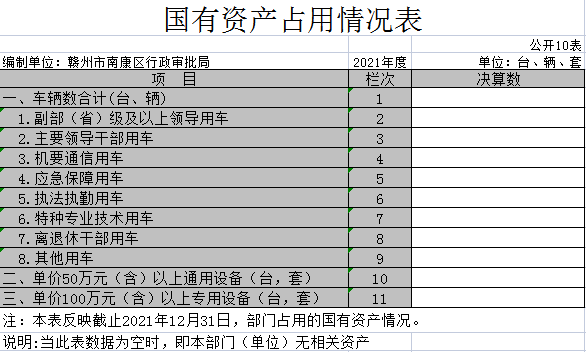 国有资产占用情况表
公开10表
编制单位：赣州市南康区行政审批局 2021年度 单位：台、辆、套
项 目 栏次 决算数
一、车辆数合计(台、辆) 1
1.副部（省）级及以上领导用车 2
2.主要领导干部用车 3
3.机要通信用车 4
4.应急保障用车 5
5.执法执勤用车 6
6.特种专业技术用车 7
7.离退休干部用车 8
8.其他用车 9
二、单价50万元（含）以上通用设备（台，套） 10
三、单价100万元（含）以上专用设备（台，套） 11
注：本表反映截止2021年12月31日，部门占用的国有资产情况。
说明:当此表数据为空时，即本部门（单位）无相关资产